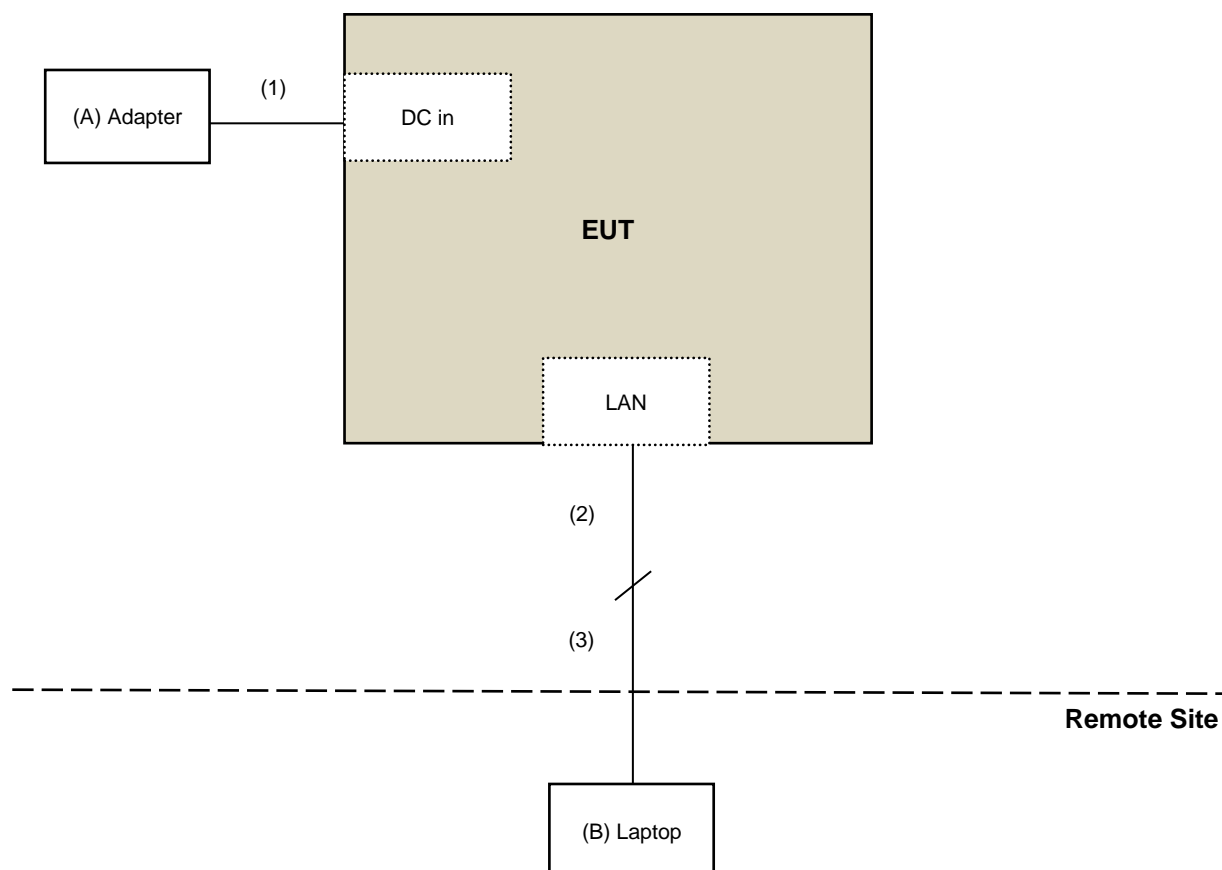 (1)
(A) Adapter
DC in
EUT
LAN
(2)
(3)
Remote Site
(B) Laptop